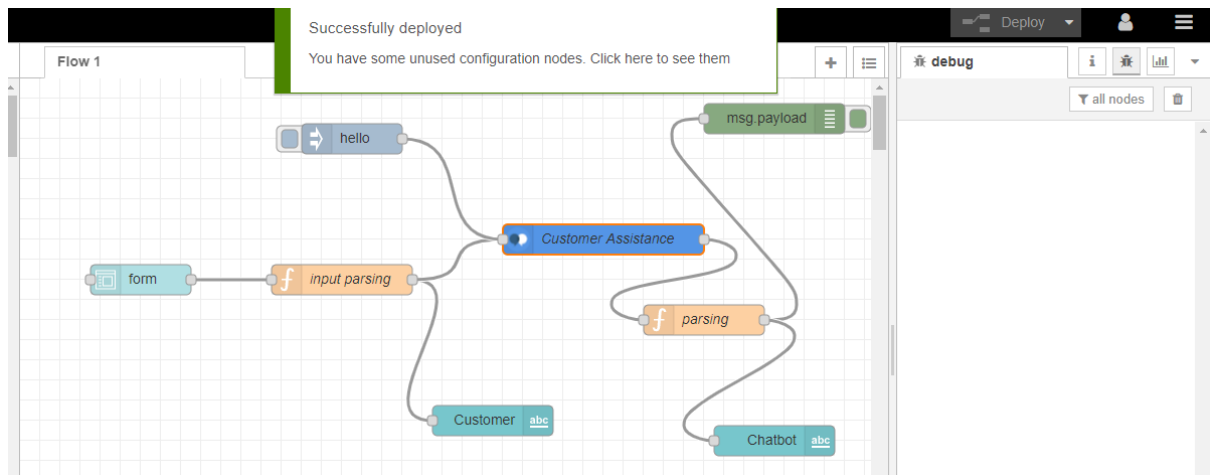 Successfully deployed
You have some unused configuration nodes. Click here to see them
Deploy
Flow 1
debug
i
all nodes
hello
msg.payload
Customer Assistance
form
input parsing
parsing
Customer
abc
Chatbot
abc